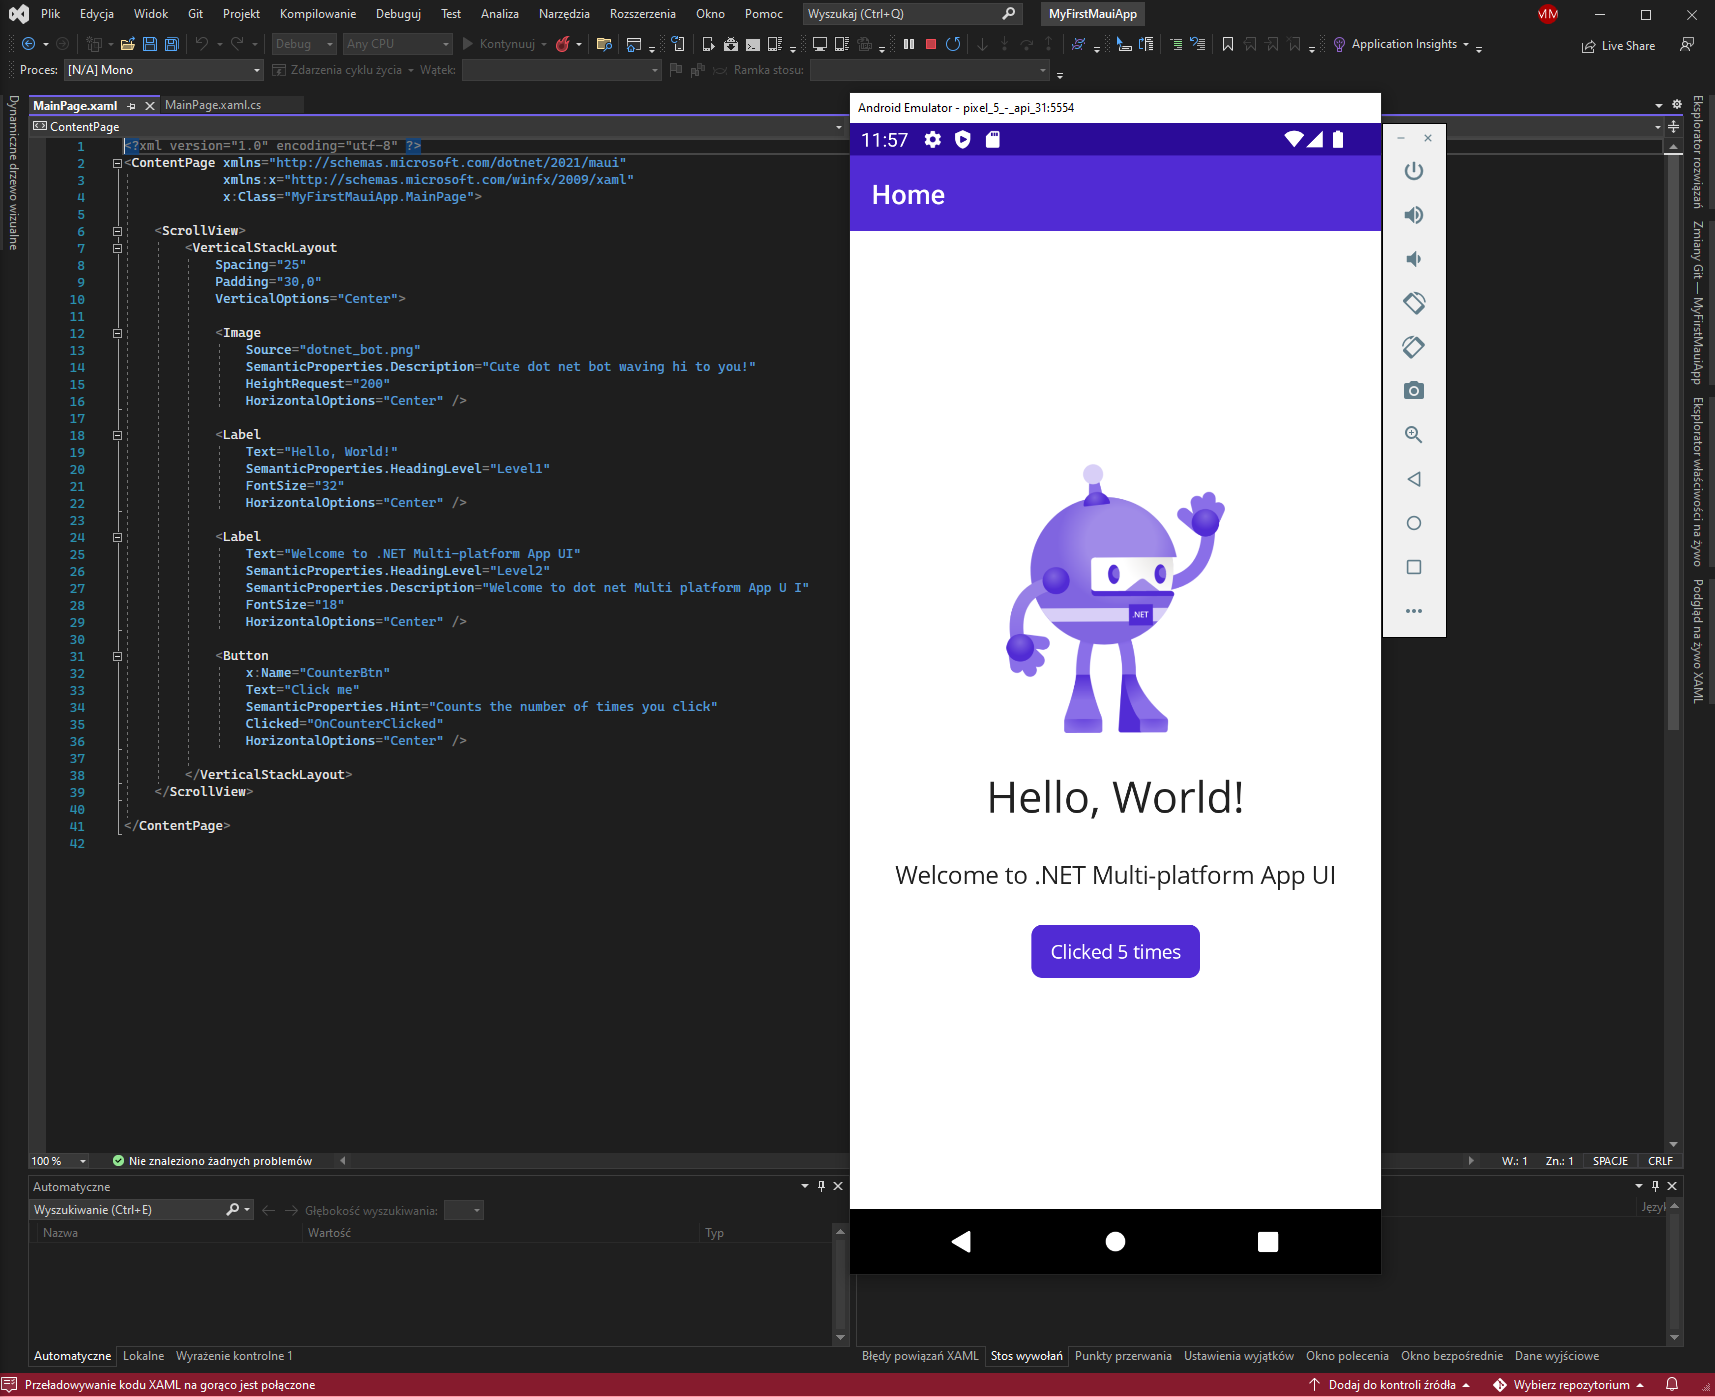 Plik Edycja Widok Git Projekt Kompilowanie Debuguj Test Analiza Narzędzia Rozszerzenia Okno Pomoc Wyszukaj (Ctrl+Q) MyFirstMauiApp MM
Debug Any CPU Kontynuuj Application Insights Live Share
Proces: [N/A] Mono Zdarzenia cyklu życia Wątek: Ramka stosu:
Dynamiczne drzewo wizualne
MainPage.xaml MainPage.xaml.cs
ContentPage
1 <?xml version="1.0" encoding="utf-8" ?>
2 <ContentPage xmlns="http://schemas.microsoft.com/dotnet/2021/maui"
3 xmlns:x="http://schemas.microsoft.com/winfx/2009/xaml"
4 x:Class="MyFirstMauiApp.MainPage">
5
6 <ScrollView>
7 <VerticalStackLayout
8 Spacing="25"
9 Padding="30,0"
10 VerticalOptions="Center">
11
12 <Image
13 Source="dotnet_bot.png"
14 SemanticProperties.Description="Cute dot net bot waving hi to you!"
15 HeightRequest="200"
16 HorizontalOptions="Center" />
17
18 <Label
19 Text="Hello, World!"
20 SemanticProperties.HeadingLevel="Level1"
21 FontSize="32"
22 HorizontalOptions="Center" />
23
24 <Label
25 Text="Welcome to .NET Multi-platform App UI"
26 SemanticProperties.HeadingLevel="Level2"
27 SemanticProperties.Description="Welcome to dot net Multi platform App U I"
28 FontSize="18"
29 HorizontalOptions="Center" />
30
31 <Button
32 x:Name="CounterBtn"
33 Text="Click me"
34 SemanticProperties.Hint="Counts the number of times you click"
35 Clicked="OnCounterClicked"
36 HorizontalOptions="Center" />
37
38 </VerticalStackLayout>
39 </ScrollView>
40
41 </ContentPage>
42
Android Emulator - pixel_5_-_api_31:5554
11:57
Home
.NET
Hello, World!
Welcome to .NET Multi-platform App UI
Clicked 5 times
Eksplorator rozwiązań
Zmiany Git — MyFirstMauiApp
Eksplorator właściwości na żywo
Podgląd na żywo XAML
100 % Nie znaleziono żadnych problemów W.: 1 Zn.: 1 SPACJE CRLF
Automatyczne
Wyszukiwanie (Ctrl+E) Głębokość wyszukiwania: Język
Nazwa Wartość Typ
Automatyczne Lokalne Wyrażenie kontrolne 1 Błędy powiązań XAML Stos wywołań Punkty przerwania Ustawienia wyjątków Okno polecenia Okno bezpośrednie Dane wyjściowe
Przeładowywanie kodu XAML na gorąco jest połączone Dodaj do kontroli źródła Wybierz repozytorium